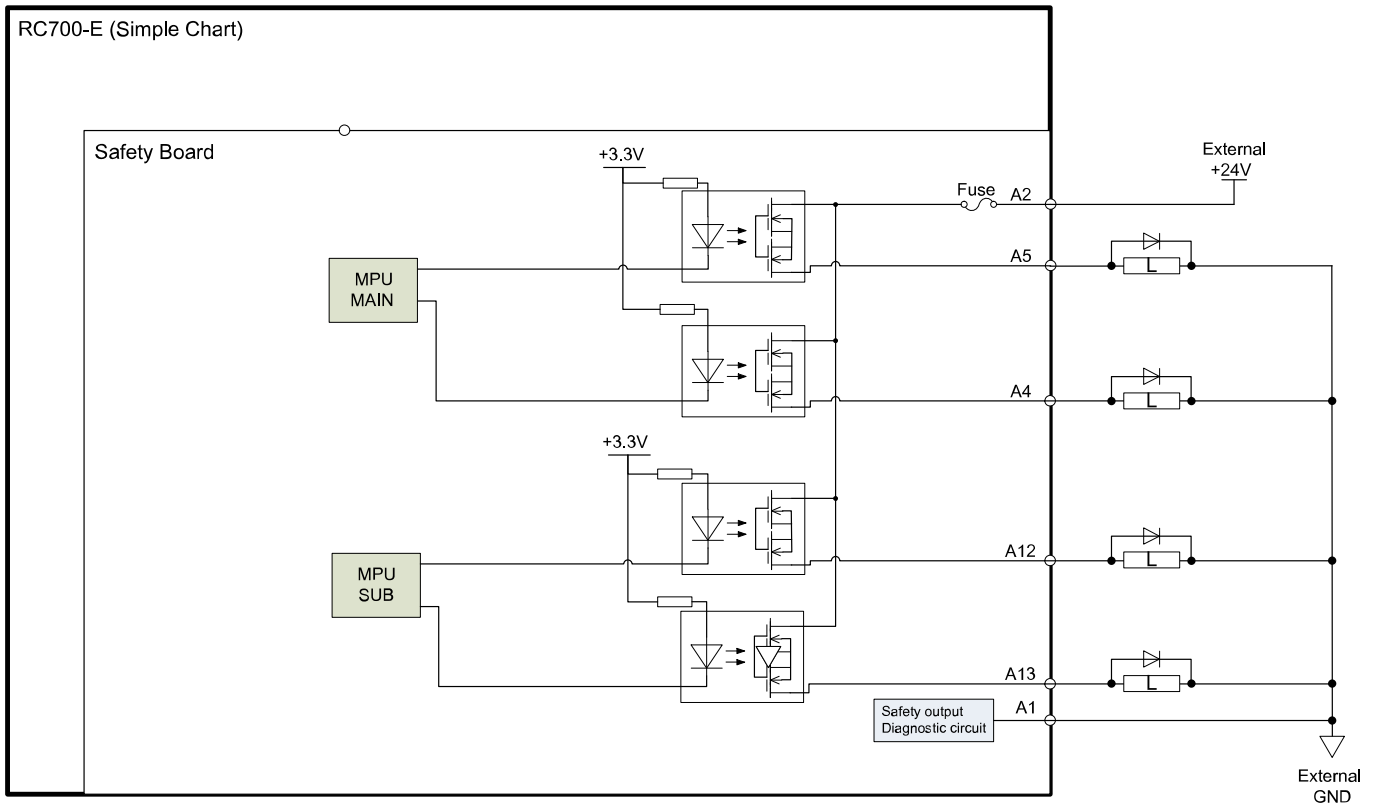 RC700-E (Simple Chart)
Safety Board
+3.3V
External
+24V
Fuse
A2
A5
L
MPU
MAIN
A4
L
+3.3V
A12
L
MPU
SUB
A13
L
Safety output
Diagnostic circuit
A1
External
GND